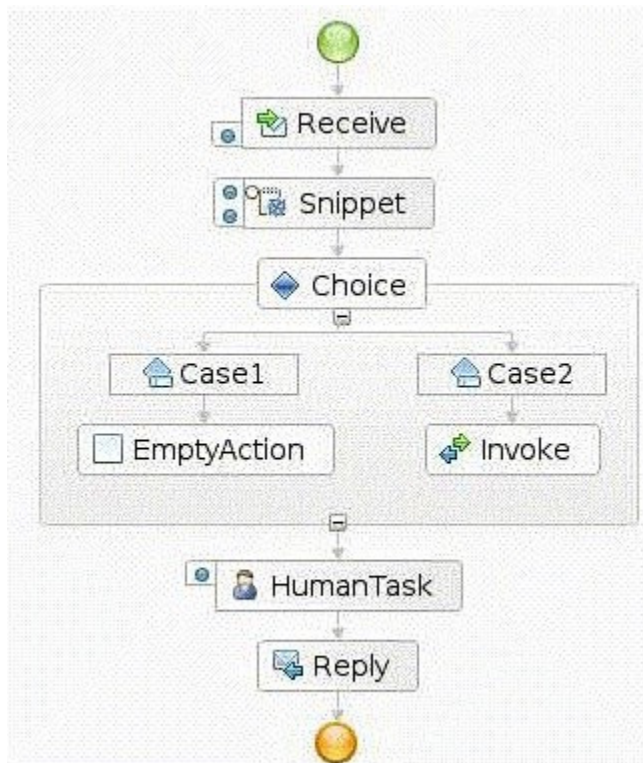 Receive
Snippet
Choice
Case1 Case2
EmptyAction Invoke
HumanTask
Reply